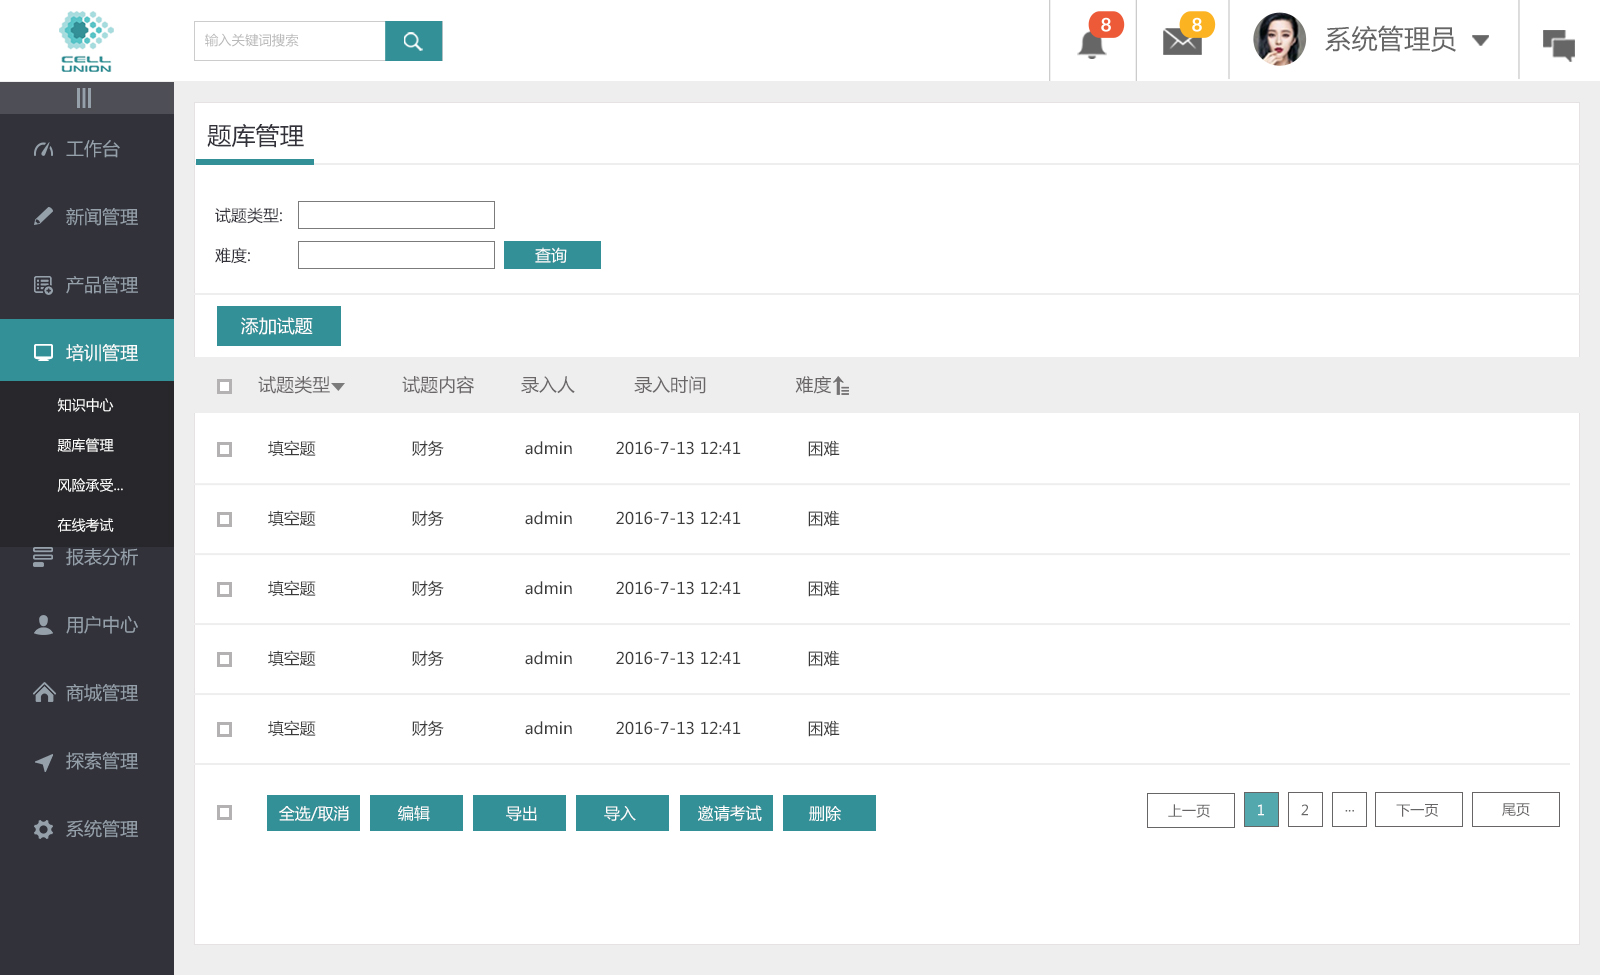 CELL
UNION
输入关键词搜索
8
8
系统管理员
工作台
新闻管理
产品管理
培训管理
知识中心
题库管理
风险承受...
在线考试
报表分析
用户中心
商城管理
探索管理
系统管理
题库管理
试题类型:
难度: 查询
添加试题
试题类型 试题内容 录入人 录入时间 难度
填空题 财务 admin 2016-7-13 12:41 困难
填空题 财务 admin 2016-7-13 12:41 困难
填空题 财务 admin 2016-7-13 12:41 困难
填空题 财务 admin 2016-7-13 12:41 困难
填空题 财务 admin 2016-7-13 12:41 困难
全选/取消 编辑 导出 导入 邀请考试 删除 上一页 1 2 ... 下一页 尾页